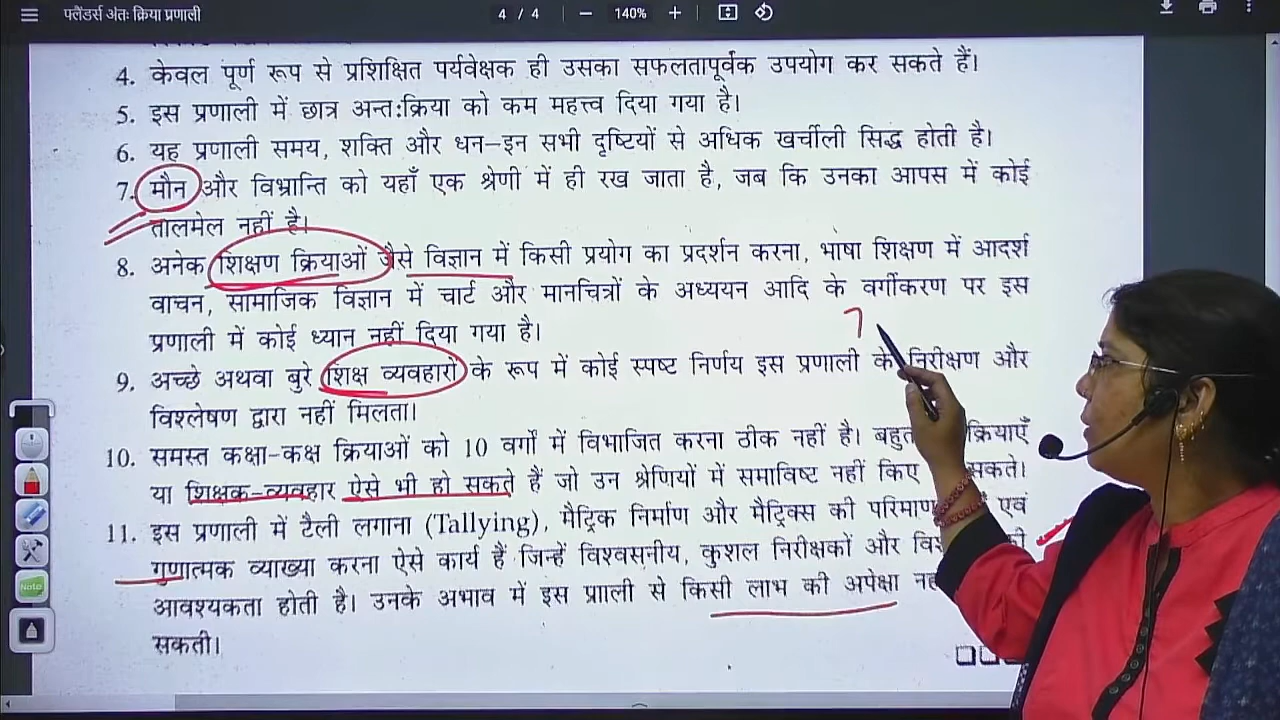 फ्लैंडर्स अंतः क्रिया प्रणाली
4 / 4
140%
4. केवल पूर्ण रूप से प्रशिक्षित पर्यवेक्षक ही उसका सफलतापूर्वक उपयोग कर सकते हैं।
5. इस प्रणाली में छात्र अन्त:क्रिया को कम महत्त्व दिया गया है।
6. यह प्रणाली समय, शक्ति और धन-इन सभी दृष्टियों से अधिक खर्चीली सिद्ध होती है।
7. मौन और विभ्रान्ति को यहाँ एक श्रेणी में ही रख जाता है, जब कि उनका आपस में कोई
तालमेल नहीं है।
8. अनेक शिक्षण क्रियाओं जैसे विज्ञान में किसी प्रयोग का प्रदर्शन करना, भाषा शिक्षण में आदर्श
वाचन, सामाजिक विज्ञान में चार्ट और मानचित्रों के अध्ययन आदि के वर्गीकरण पर इस
प्रणाली में कोई ध्यान नहीं दिया गया है।
9. अच्छे अथवा बुरे शिक्ष व्यवहारों के रूप में कोई स्पष्ट निर्णय इस प्रणाली के निरीक्षण और
विश्लेषण द्वारा नहीं मिलता।
10. समस्त कक्षा-कक्ष क्रियाओं को 10 वर्गों में विभाजित करना ठीक नहीं है। बहुत क्रियाएँ
या शिक्षक-व्यवहार ऐसे भी हो सकते हैं जो उन श्रेणियों में समाविष्ट नहीं किए सकते।
11. इस प्रणाली में टैली लगाना (Tallying), मैट्रिक निर्माण और मैट्रिक्स की एवं
गुणात्मक व्याख्या करना ऐसे कार्य हैं जिन्हें विश्वसनीय, कुशल निरीक्षकों और की
आवश्यकता होती है। उनके अभाव में इस प्रााली से किसी लाभ की अपेक्षा
सकती।
Note